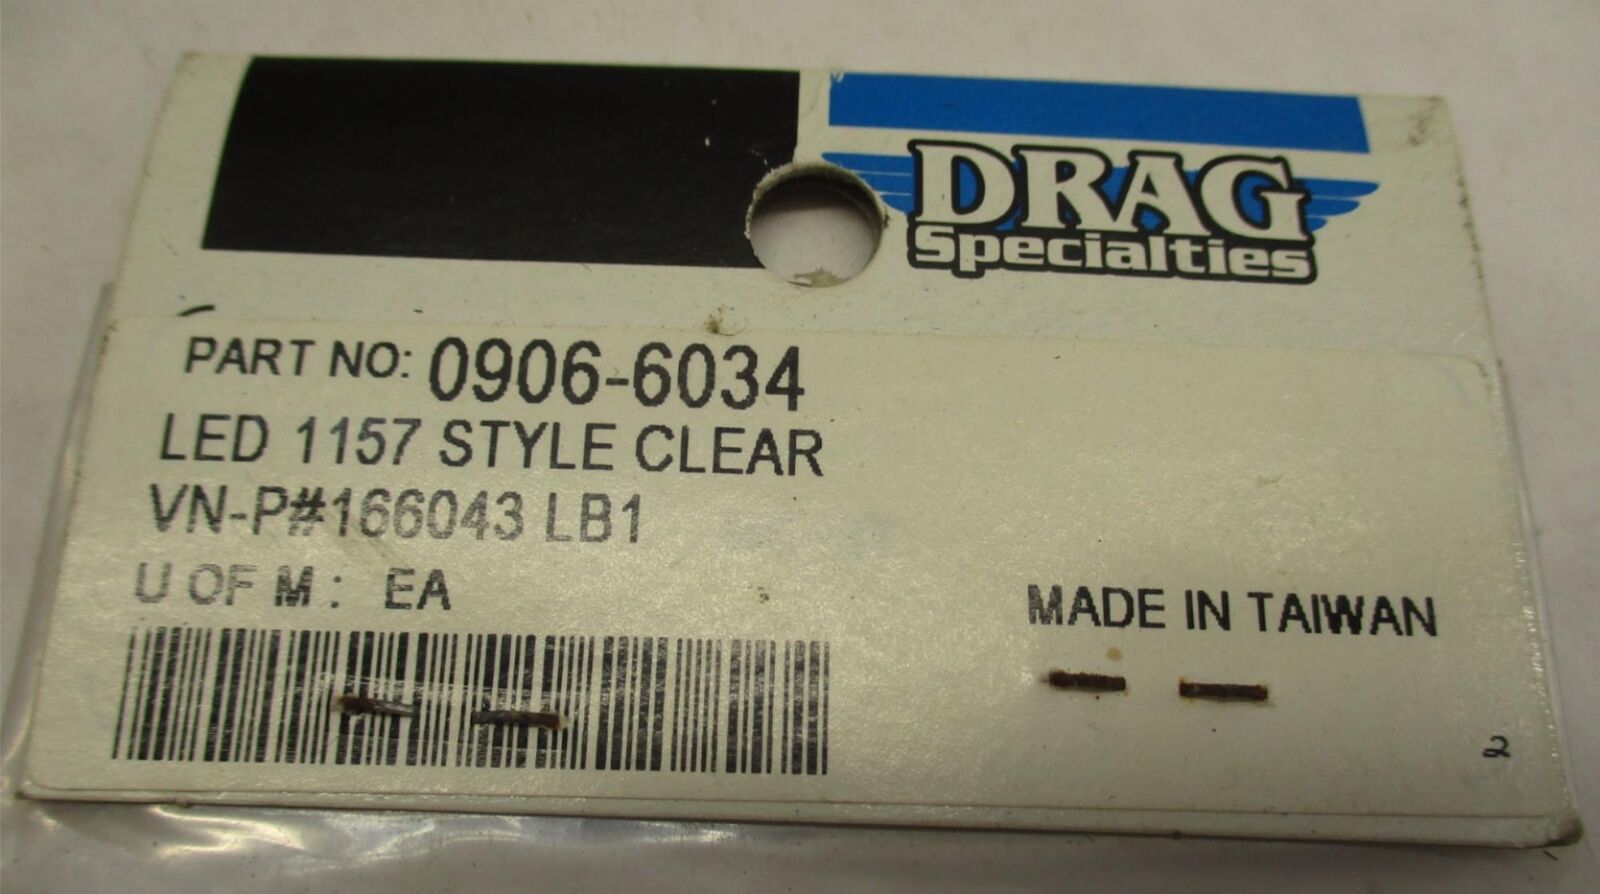 DRAG
Specialties
PART NO: 0906-6034
LED 1157 STYLE CLEAR
VN-P#166043 LB1
U OF M: EA
MADE IN TAIWAN
2